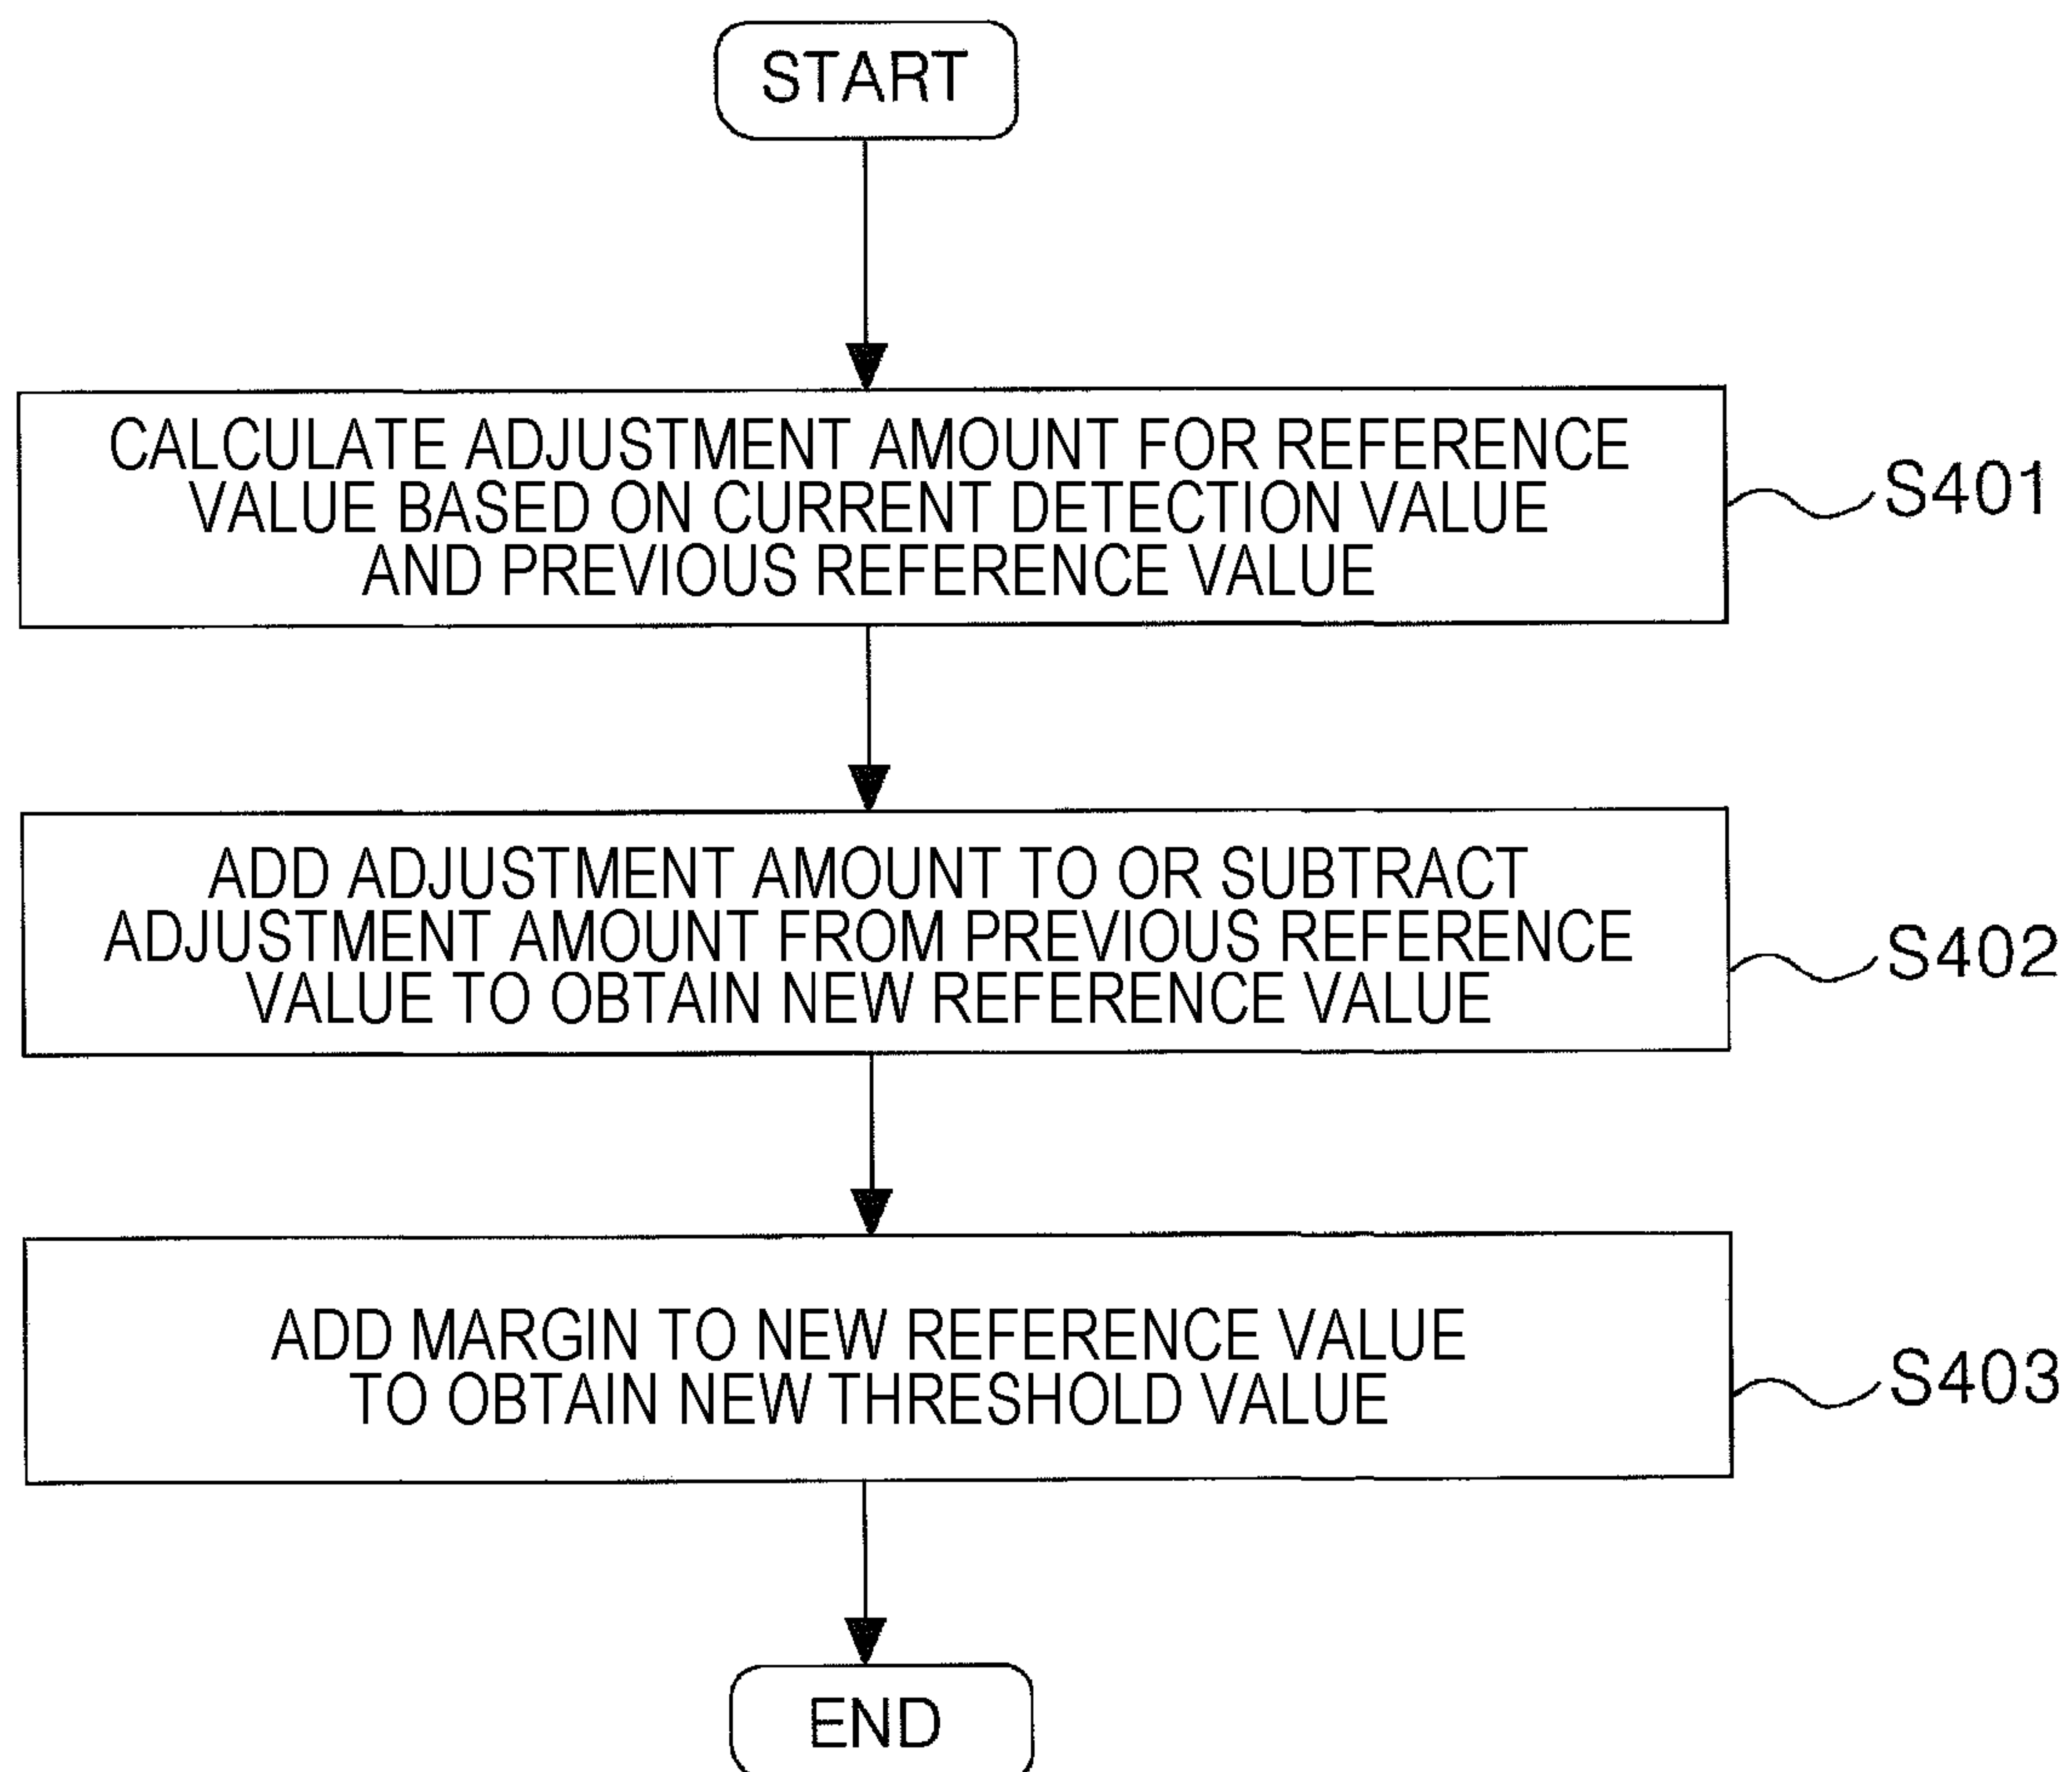 START
CALCULATE ADJUSTMENT AMOUNT FOR REFERENCE
VALUE BASED ON CURRENT DETECTION VALUE
AND PREVIOUS REFERENCE VALUE
S401
ADD ADJUSTMENT AMOUNT TO OR SUBTRACT
ADJUSTMENT AMOUNT FROM PREVIOUS REFERENCE
VALUE TO OBTAIN NEW REFERENCE VALUE
S402
ADD MARGIN TO NEW REFERENCE VALUE
TO OBTAIN NEW THRESHOLD VALUE
S403
END